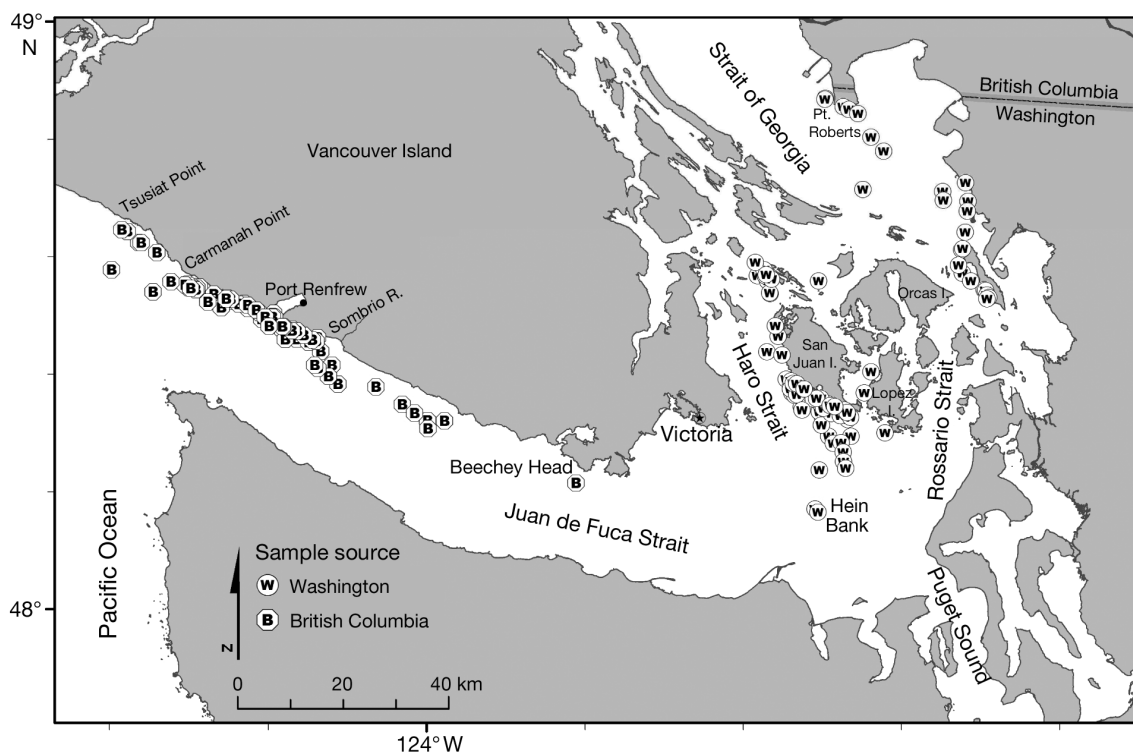 49°
N
Strait of Georgia
British Columbia
Washington
Pt.
Roberts
Vancouver Island
Tsusiat Point
Carmanah Point
Port Renfrew
Sombrio R.
Orcas I.
San
Juan I.
Lopez
I.
Haro Strait
Rossario Strait
Victoria
Beechey Head
Hein
Bank
Juan de Fuca Strait
Pacific Ocean
Sample source
W Washington
B British Columbia
Puget Sound
48°
N
0 20 40 km
124° W